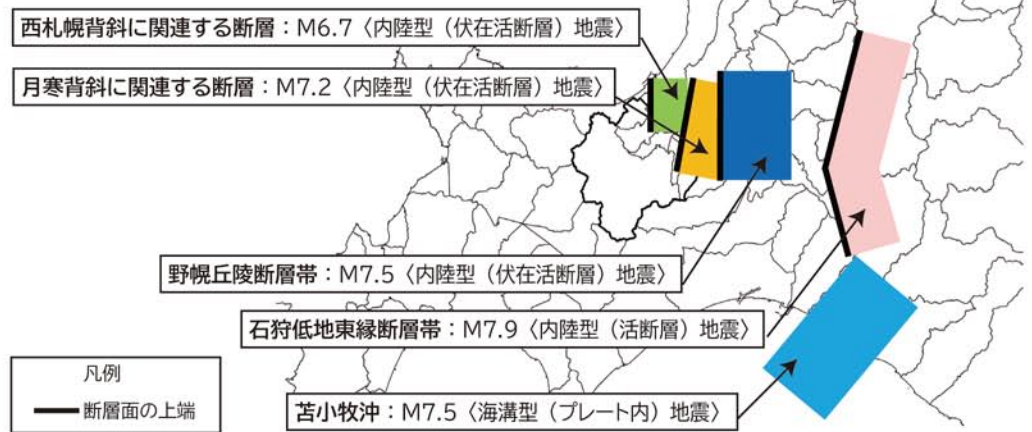 西札幌背斜に関連する断層：M6.7〈内陸型（伏在活断層）地震〉
月寒背斜に関連する断層：M7.2〈内陸型（伏在活断層）地震〉
野幌丘陵断層帯：M7.5〈内陸型（伏在活断層）地震〉
石狩低地東縁断層帯：M7.9〈内陸型（活断層）地震〉
苫小牧沖：M7.5〈海溝型（プレート内）地震〉
凡例
断層面の上端